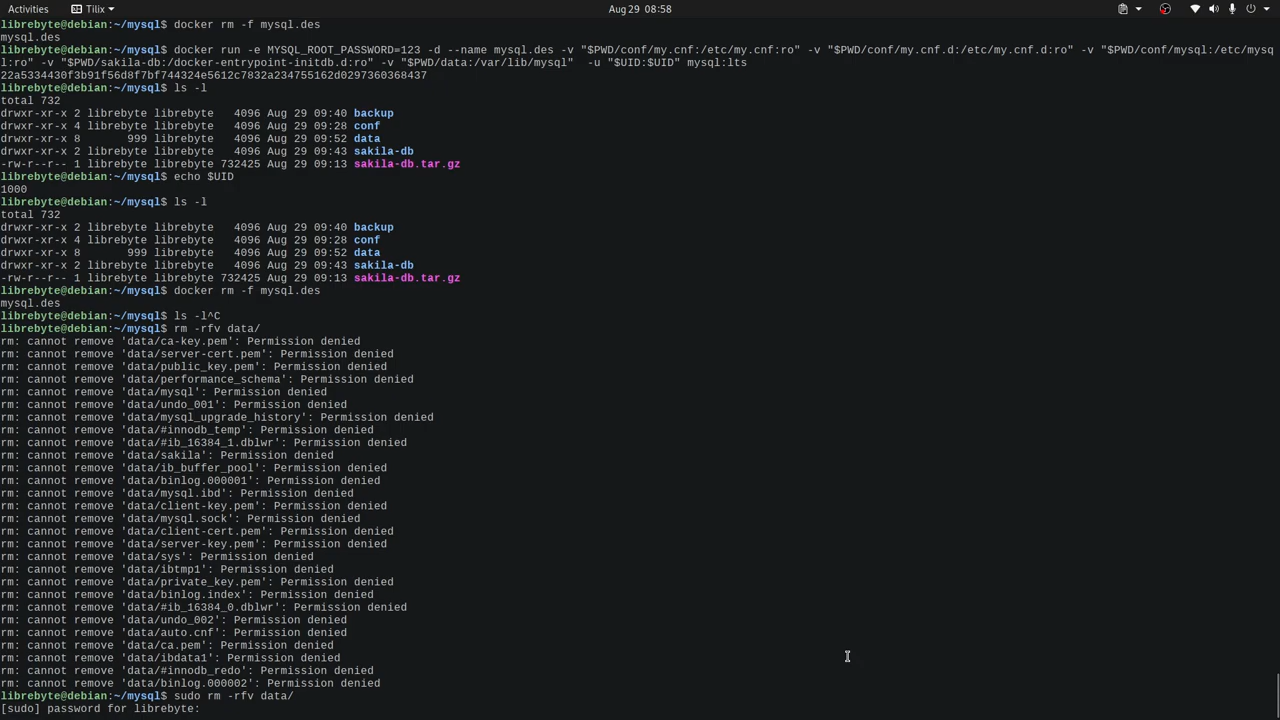 Activities Tilix Aug 29 08:58
librebyte@debian:~/mysql$ docker rm -f mysql.des
mysql.des
librebyte@debian:~/mysql$ docker run -e MYSQL_ROOT_PASSWORD=123 -d --name mysql.des -v "$PWD/conf/my.cnf:/etc/my.cnf:ro" -v "$PWD/conf/my.cnf.d:/etc/my.cnf.d:ro" -v "$PWD/conf/mysql:/etc/mysq
l:ro" -v "$PWD/sakila-db:/docker-entrypoint-initdb.d:ro" -v "$PWD/data:/var/lib/mysql"  -u "$UID:$UID" mysql:lts
22a5334430f3b91f56d8f7bf744324e5612c7832a234755162d0297360368437
librebyte@debian:~/mysql$ ls -l
total 732
drwxr-xr-x 2 librebyte librebyte   4096 Aug 29 09:40 backup
drwxr-xr-x 4 librebyte librebyte   4096 Aug 29 09:28 conf
drwxr-xr-x 8       999 librebyte   4096 Aug 29 09:52 data
drwxr-xr-x 2 librebyte librebyte   4096 Aug 29 09:43 sakila-db
-rw-r--r-- 1 librebyte librebyte 732425 Aug 29 09:13 sakila-db.tar.gz
librebyte@debian:~/mysql$ echo $UID
1000
librebyte@debian:~/mysql$ ls -l
total 732
drwxr-xr-x 2 librebyte librebyte   4096 Aug 29 09:40 backup
drwxr-xr-x 4 librebyte librebyte   4096 Aug 29 09:28 conf
drwxr-xr-x 8       999 librebyte   4096 Aug 29 09:52 data
drwxr-xr-x 2 librebyte librebyte   4096 Aug 29 09:43 sakila-db
-rw-r--r-- 1 librebyte librebyte 732425 Aug 29 09:13 sakila-db.tar.gz
librebyte@debian:~/mysql$ docker rm -f mysql.des
mysql.des
librebyte@debian:~/mysql$ ls -l^C
librebyte@debian:~/mysql$ rm -rfv data/
rm: cannot remove 'data/ca-key.pem': Permission denied
rm: cannot remove 'data/server-cert.pem': Permission denied
rm: cannot remove 'data/public_key.pem': Permission denied
rm: cannot remove 'data/performance_schema': Permission denied
rm: cannot remove 'data/mysql': Permission denied
rm: cannot remove 'data/undo_001': Permission denied
rm: cannot remove 'data/mysql_upgrade_history': Permission denied
rm: cannot remove 'data/#innodb_temp': Permission denied
rm: cannot remove 'data/#ib_16384_1.dblwr': Permission denied
rm: cannot remove 'data/sakila': Permission denied
rm: cannot remove 'data/ib_buffer_pool': Permission denied
rm: cannot remove 'data/binlog.000001': Permission denied
rm: cannot remove 'data/mysql.ibd': Permission denied
rm: cannot remove 'data/client-key.pem': Permission denied
rm: cannot remove 'data/mysql.sock': Permission denied
rm: cannot remove 'data/client-cert.pem': Permission denied
rm: cannot remove 'data/server-key.pem': Permission denied
rm: cannot remove 'data/sys': Permission denied
rm: cannot remove 'data/ibtmp1': Permission denied
rm: cannot remove 'data/private_key.pem': Permission denied
rm: cannot remove 'data/binlog.index': Permission denied
rm: cannot remove 'data/#ib_16384_0.dblwr': Permission denied
rm: cannot remove 'data/undo_002': Permission denied
rm: cannot remove 'data/auto.cnf': Permission denied
rm: cannot remove 'data/ca.pem': Permission denied
rm: cannot remove 'data/ibdata1': Permission denied
rm: cannot remove 'data/#innodb_redo': Permission denied
rm: cannot remove 'data/binlog.000002': Permission denied
librebyte@debian:~/mysql$ sudo rm -rfv data/
[sudo] password for librebyte: